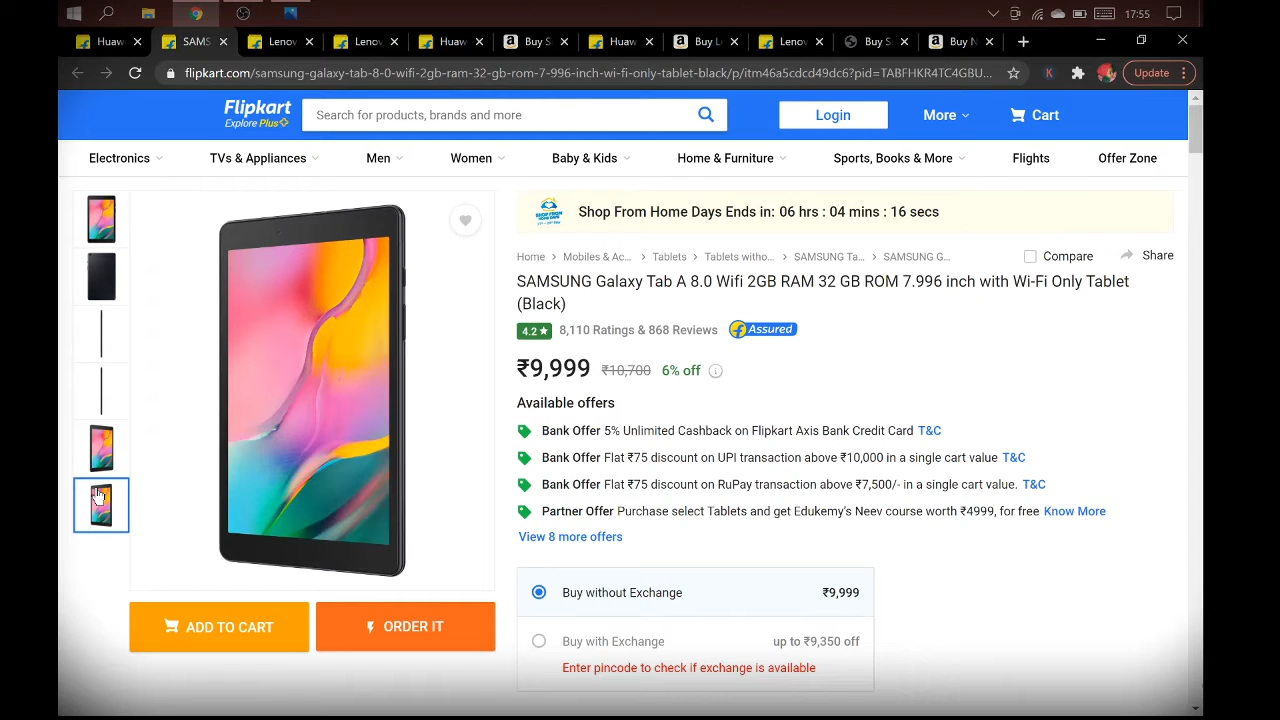 17:55
Huaw
SAMS
Lenov
Lenov
Huaw
Buy S
Huaw
Buy L
Lenov
Buy S
Buy N
flipkart.com/samsung-galaxy-tab-8-0-wifi-2gb-ram-32-gb-rom-7-996-inch-wi-fi-only-tablet-black/p/itm46a5cdcd49dc6?pid=TABFHKR4TC4GBU...
K
Update
Flipkart
Explore Plus
Search for products, brands and more
Login
More
Cart
Electronics
TVs & Appliances
Men
Women
Baby & Kids
Home & Furniture
Sports, Books & More
Flights
Offer Zone
SHOP FROM HOME DAYS
Shop From Home Days Ends in: 06 hrs : 04 mins : 16 secs
Home > Mobiles & Ac... > Tablets > Tablets witho... > SAMSUNG Ta... > SAMSUNG G...
Compare
Share
SAMSUNG Galaxy Tab A 8.0 Wifi 2GB RAM 32 GB ROM 7.996 inch with Wi-Fi Only Tablet
(Black)
4.2★ 8,110 Ratings & 868 Reviews Assured
₹9,999 ₹10,700 6% off
Available offers
Bank Offer 5% Unlimited Cashback on Flipkart Axis Bank Credit Card T&C
Bank Offer Flat ₹75 discount on UPI transaction above ₹10,000 in a single cart value T&C
Bank Offer Flat ₹75 discount on RuPay transaction above ₹7,500/- in a single cart value. T&C
Partner Offer Purchase select Tablets and get Edukemy's Neev course worth ₹4999, for free Know More
View 8 more offers
Buy without Exchange ₹9,999
Buy with Exchange up to ₹9,350 off
Enter pincode to check if exchange is available
ADD TO CART
ORDER IT